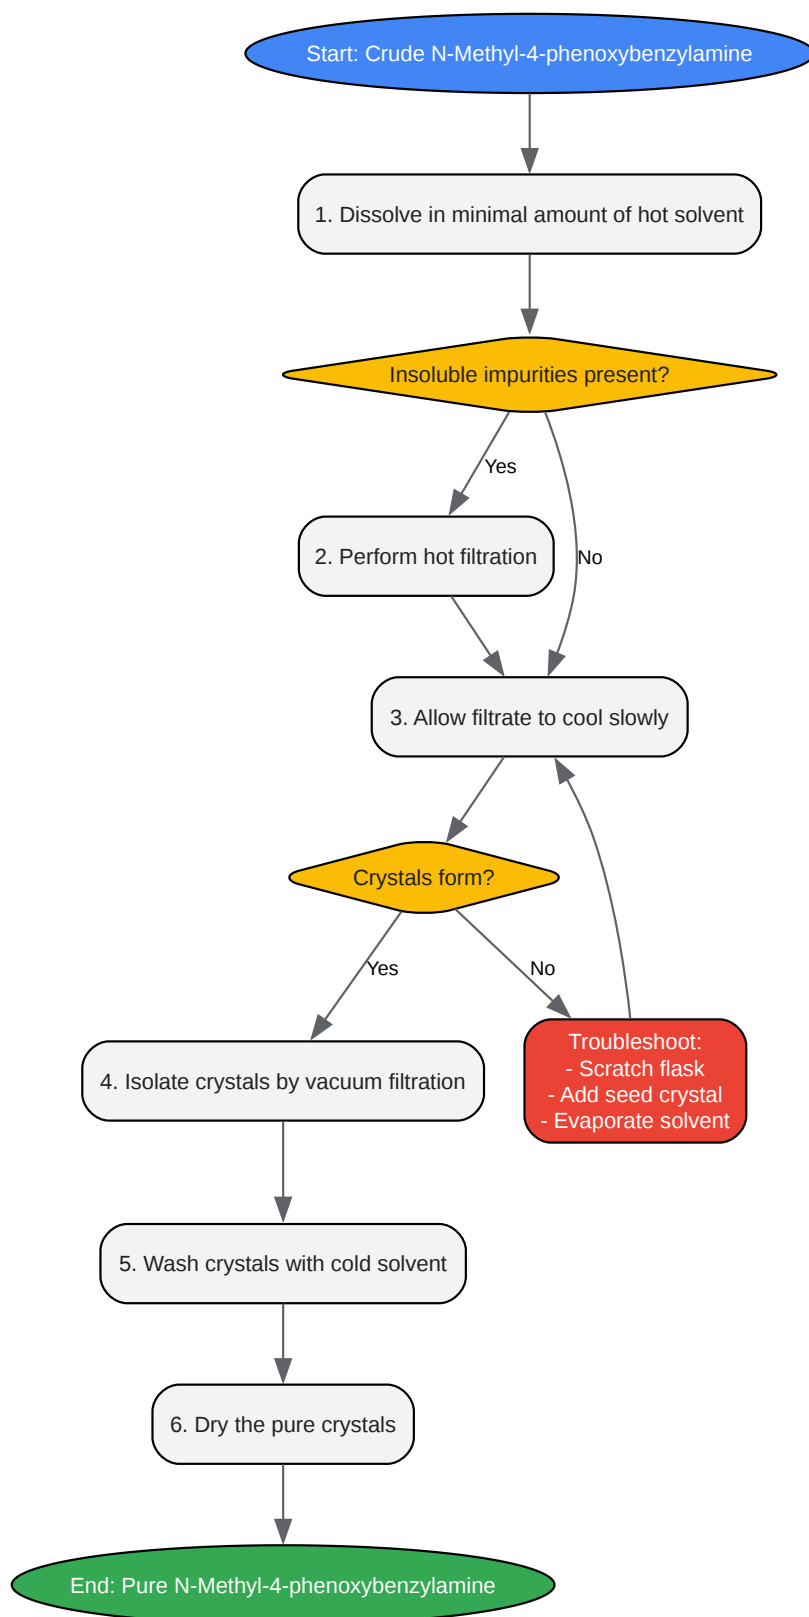 Start: Crude N-Methyl-4-phenoxybenzylamine
1. Dissolve in minimal amount of hot solvent
Insoluble impurities present?
Yes
2. Perform hot filtration
No
3. Allow filtrate to cool slowly
Crystals form?
Yes
No
4. Isolate crystals by vacuum filtration
Troubleshoot:
- Scratch flask
- Add seed crystal
- Evaporate solvent
5. Wash crystals with cold solvent
6. Dry the pure crystals
End: Pure N-Methyl-4-phenoxybenzylamine